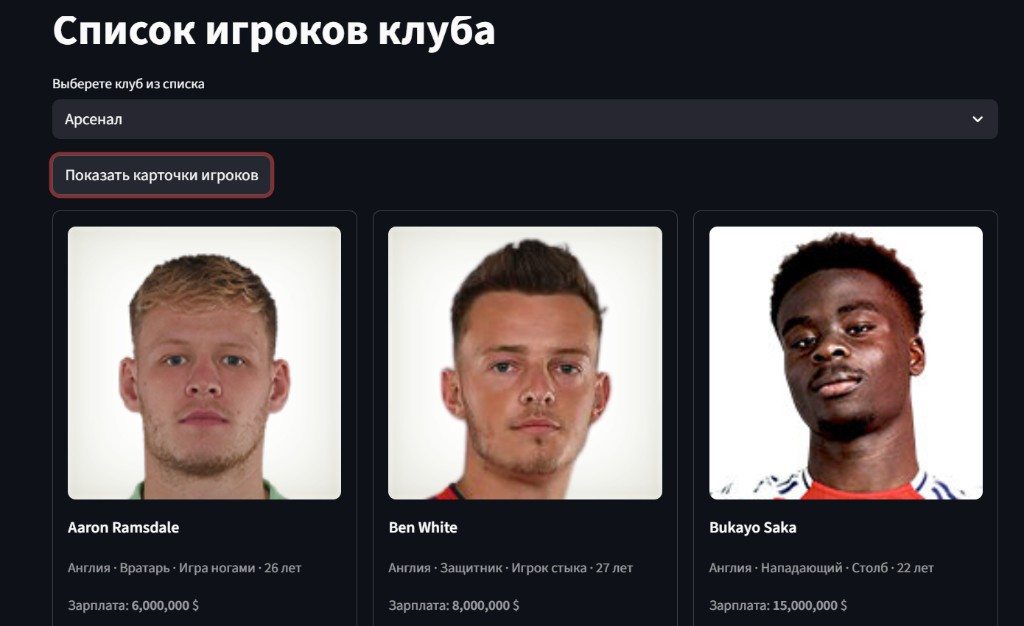 Список игроков клуба
Выберете клуб из списка
Арсенал
Показать карточки игроков
Aaron Ramsdale
Англия · Вратарь · Игра ногами · 26 лет
Зарплата: 6,000,000 $
Ben White
Англия · Защитник · Игрок стыка · 27 лет
Зарплата: 8,000,000 $
Bukayo Saka
Англия · Нападающий · Столб · 22 лет
Зарплата: 15,000,000 $